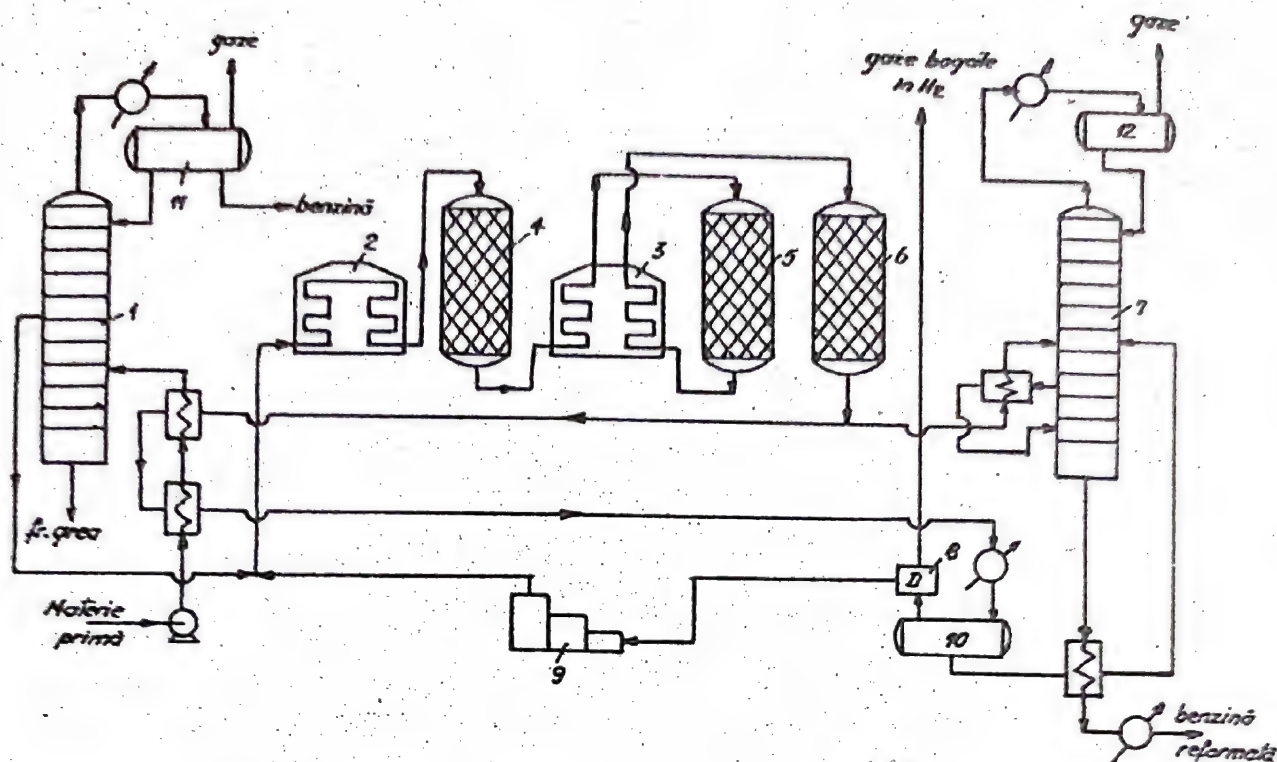 gaze
gaze
gaze bogate
in H2
12
11
benzină
4
2
3
5
6
1
7
fr. grea
8
D
Materie
primă
10
9
benzină
reformată